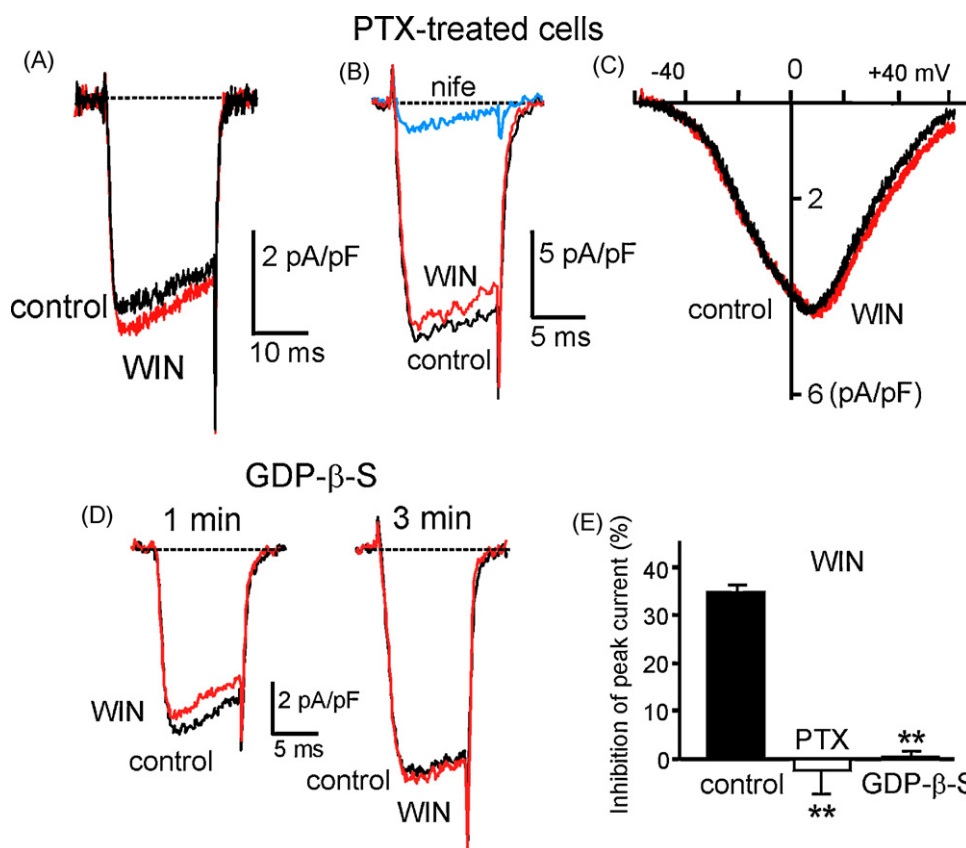 PTX-treated cells
(A)
control
WIN
2 pA/pF
10 ms
(B)
nife
WIN
control
5 pA/pF
5 ms
(C)
-40 0 +40 mV
2
control WIN
6 (pA/pF)
GDP-β-S
(D)
1 min
WIN
control
2 pA/pF
5 ms
3 min
control
WIN
(E)
Inhibition of peak current (%)
40
30
20
10
0
WIN
PTX
**
**
control
GDP-β-S